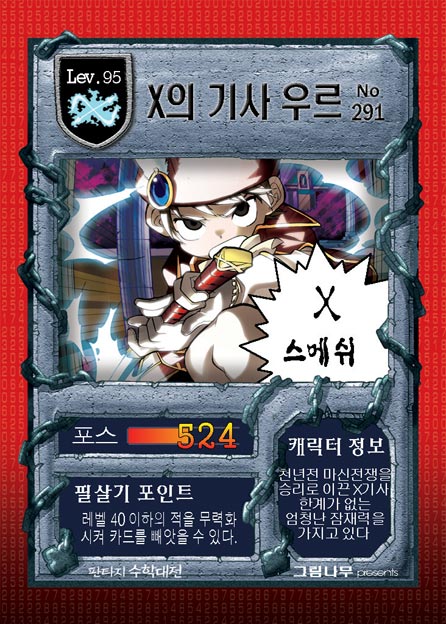 Lev.95
X의 기사 우르
No
291
X
스메쉬
포스 524
필살기 포인트
레벨 40 이하의 적을 무력화
시켜 카드를 빼앗을 수 있다.
캐릭터 정보
천년전 마신전쟁을
승리로 이끈 X기사
한계가 없는
엄청난 잠재력을
가지고 있다
판타지 수학대전
그림나무 presents